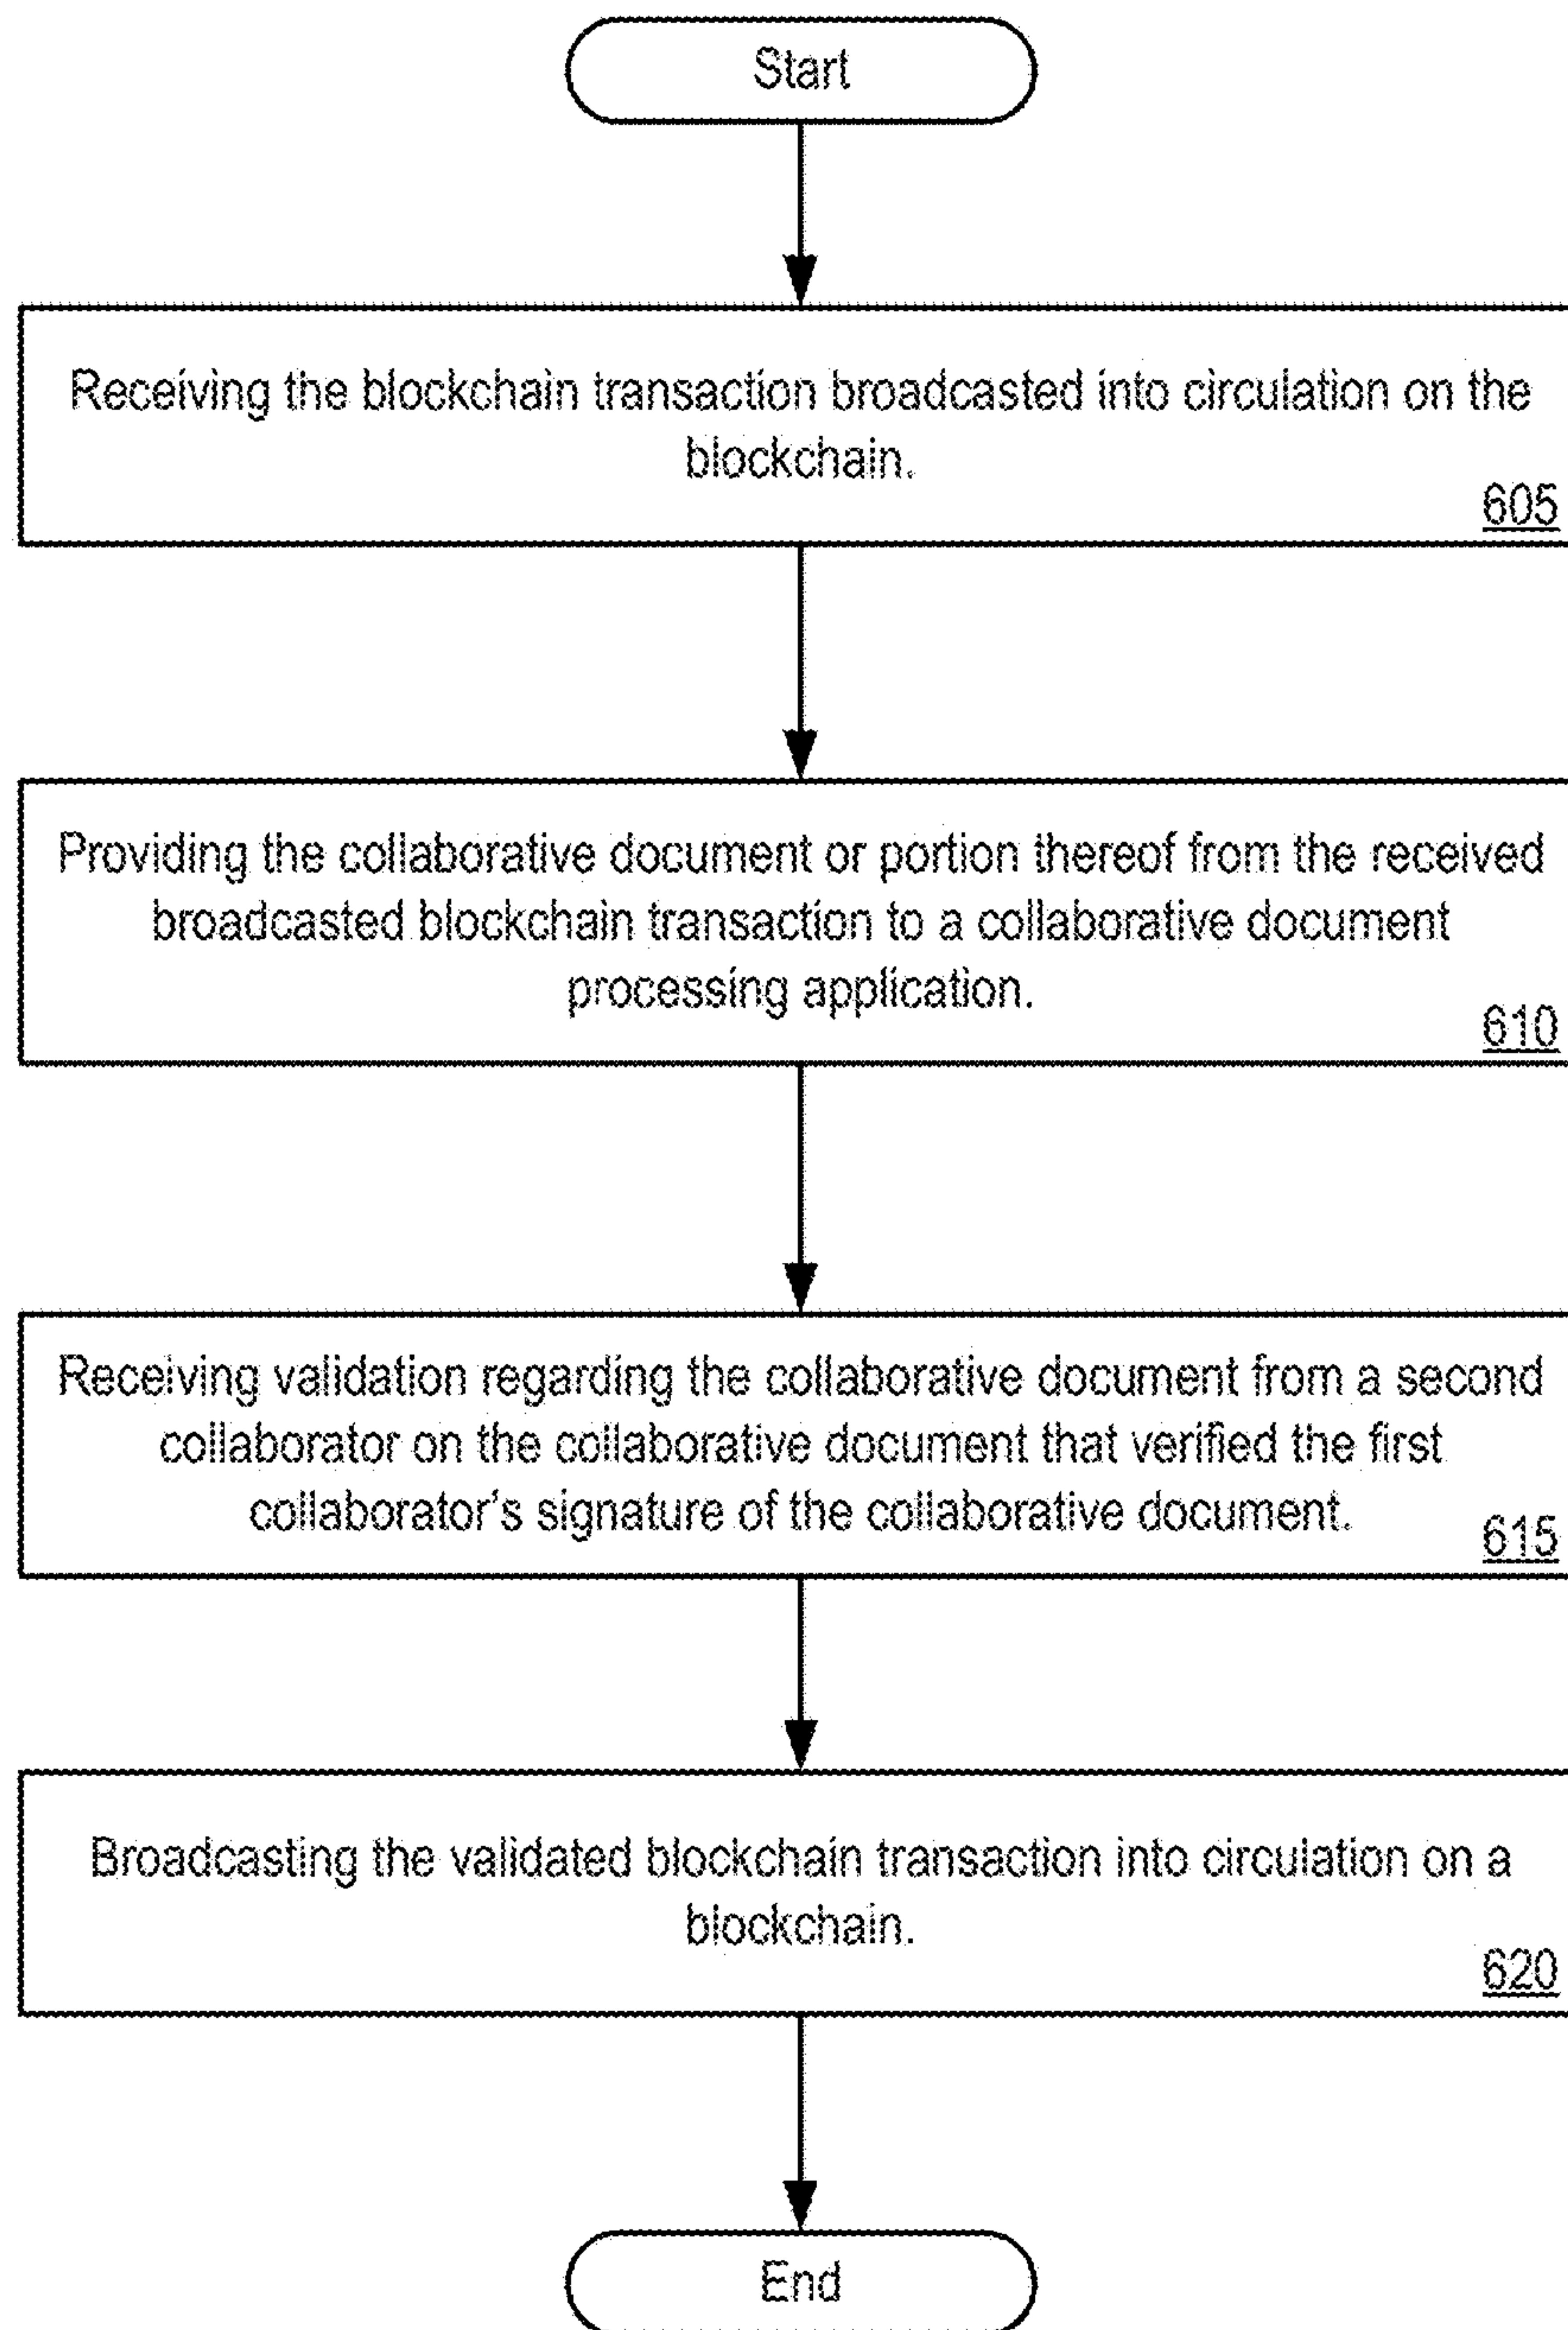 Start
Receiving the blockchain transaction broadcasted into circulation on the
blockchain.
605
Providing the collaborative document or portion thereof from the received
broadcasted blockchain transaction to a collaborative document
processing application.
610
Receiving validation regarding the collaborative document from a second
collaborator on the collaborative document that verified the first
collaborator's signature of the collaborative document.
615
Broadcasting the validated blockchain transaction into circulation on a
blockchain.
620
End